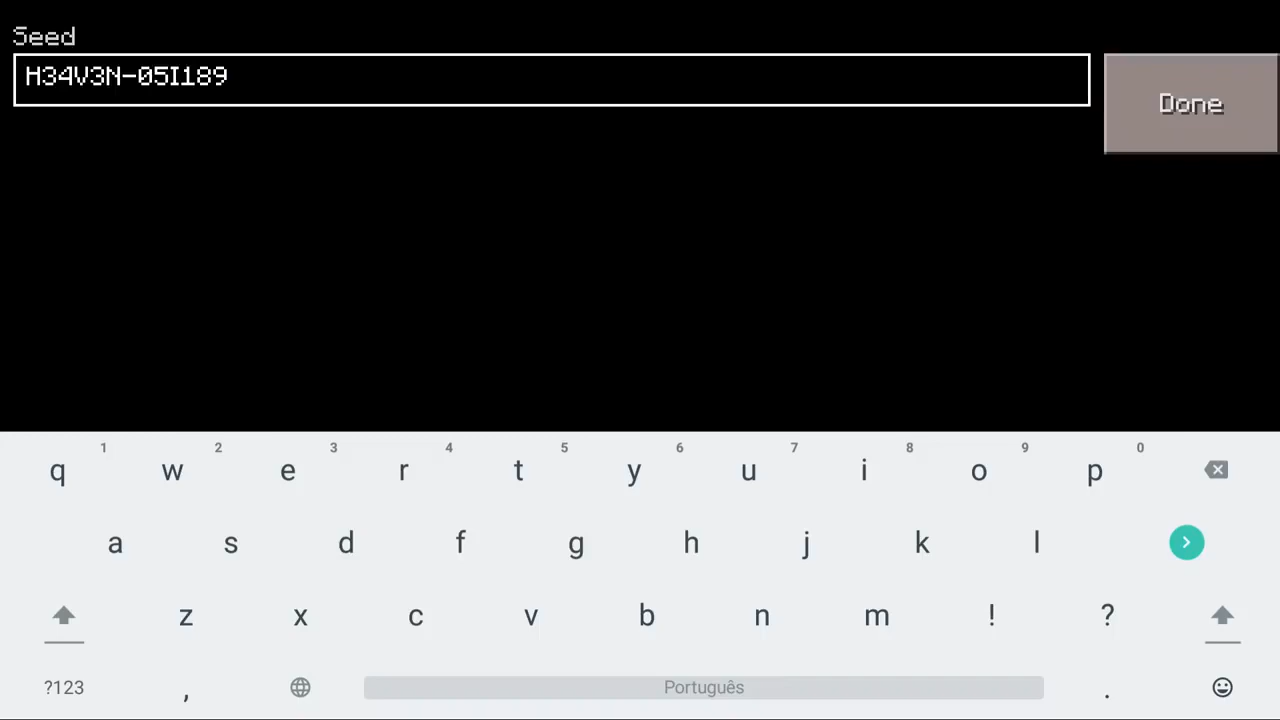 Seed
H34V3N-05I189
Done
1 2 3 4 5 6 7 8 9 0
q w e r t y u i o p
a s d f g h j k l
z x c v b n m ! ?
?123 , Português .